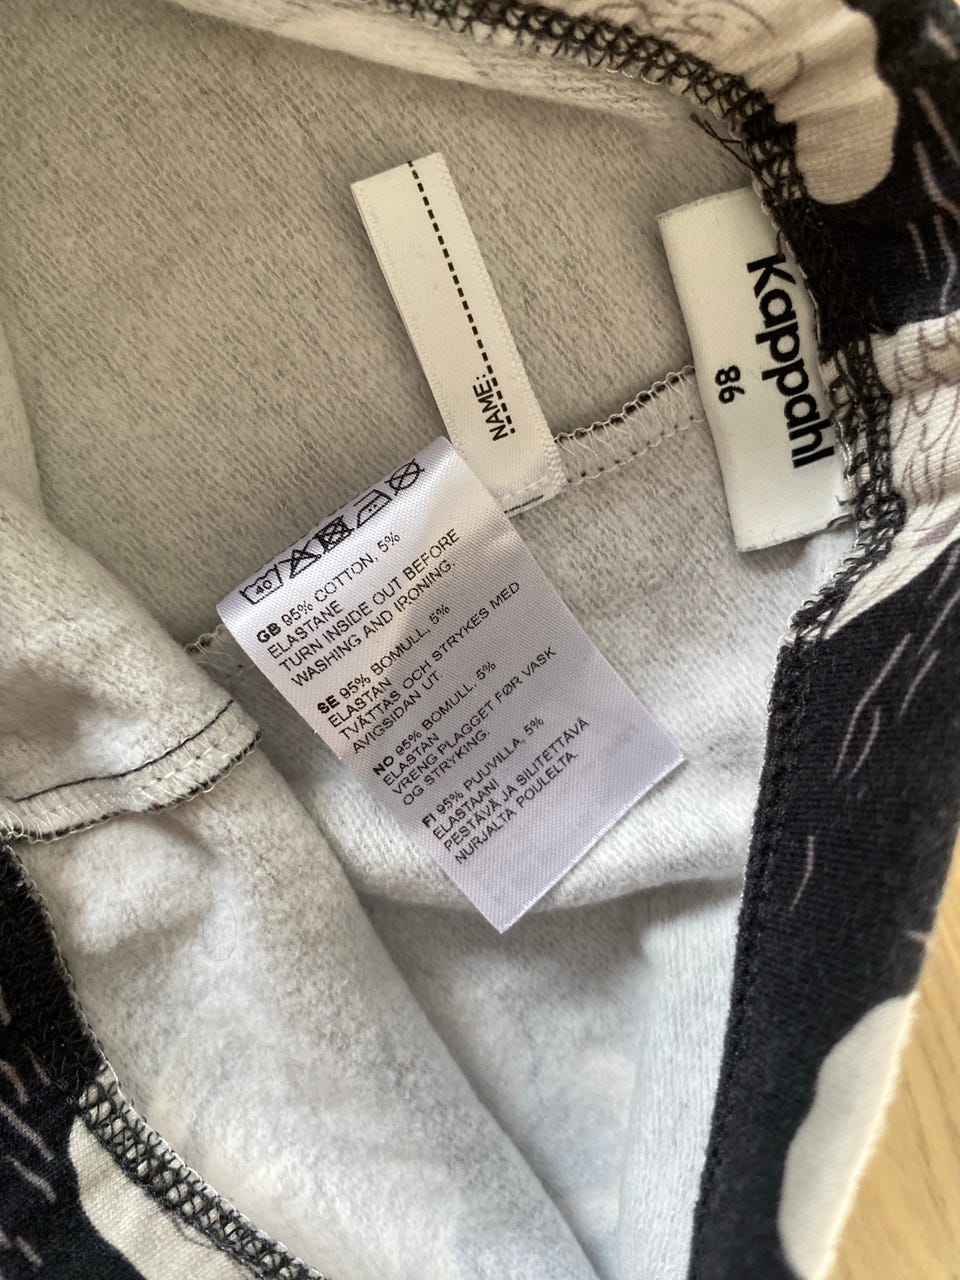 Kappahl
86
NAME:
40
GB 95% COTTON, 5%
ELASTANE
TURN INSIDE OUT BEFORE
WASHING AND IRONING.
SE 95% BOMULL, 5%
ELASTAN
TVÄTTAS OCH STRYKES MED
AVIGSIDAN UT.
NO 95% BOMULL, 5%
ELASTAN
VRENG PLAGGET FØR VASK
OG STRYKING.
FI 95% PUUVILLA, 5%
ELASTAANI
PESTÄVÄ JA SILITETTÄVÄ
NURJALTA PUOLELTA.